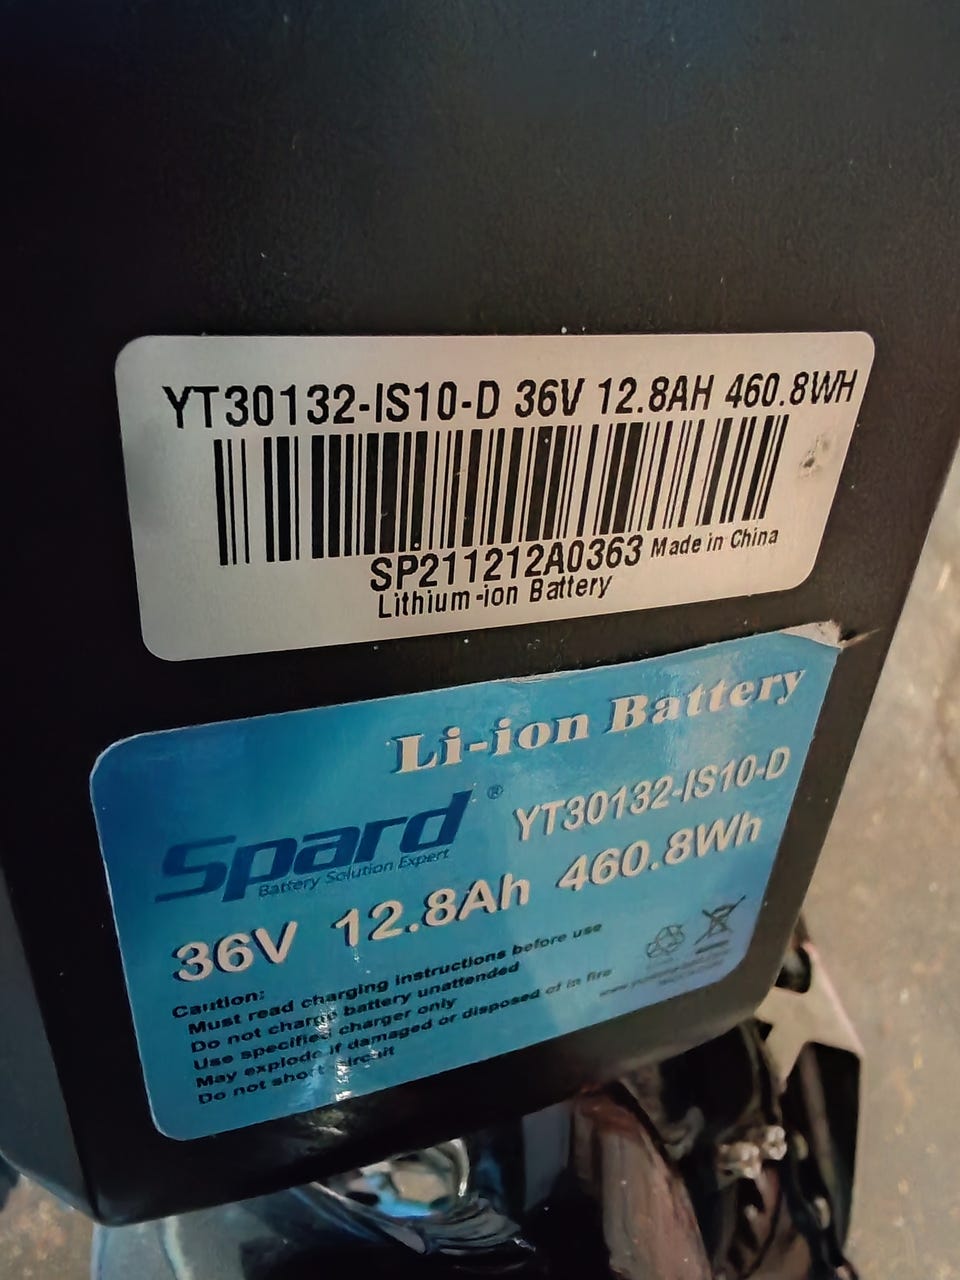 YT30132-IS10-D 36V 12.8AH 460.8WH
SP211212A0363 Made in China
Lithium-ion Battery
Li-ion Battery
Spard ®
Battery Solution Expert
YT30132-IS10-D
36V 12.8Ah 460.8Wh
Caution:
Must read charging instructions before use
Do not charge battery unattended
Use specified charger only
May explode if damaged or disposed of in fire
Do not short circuit